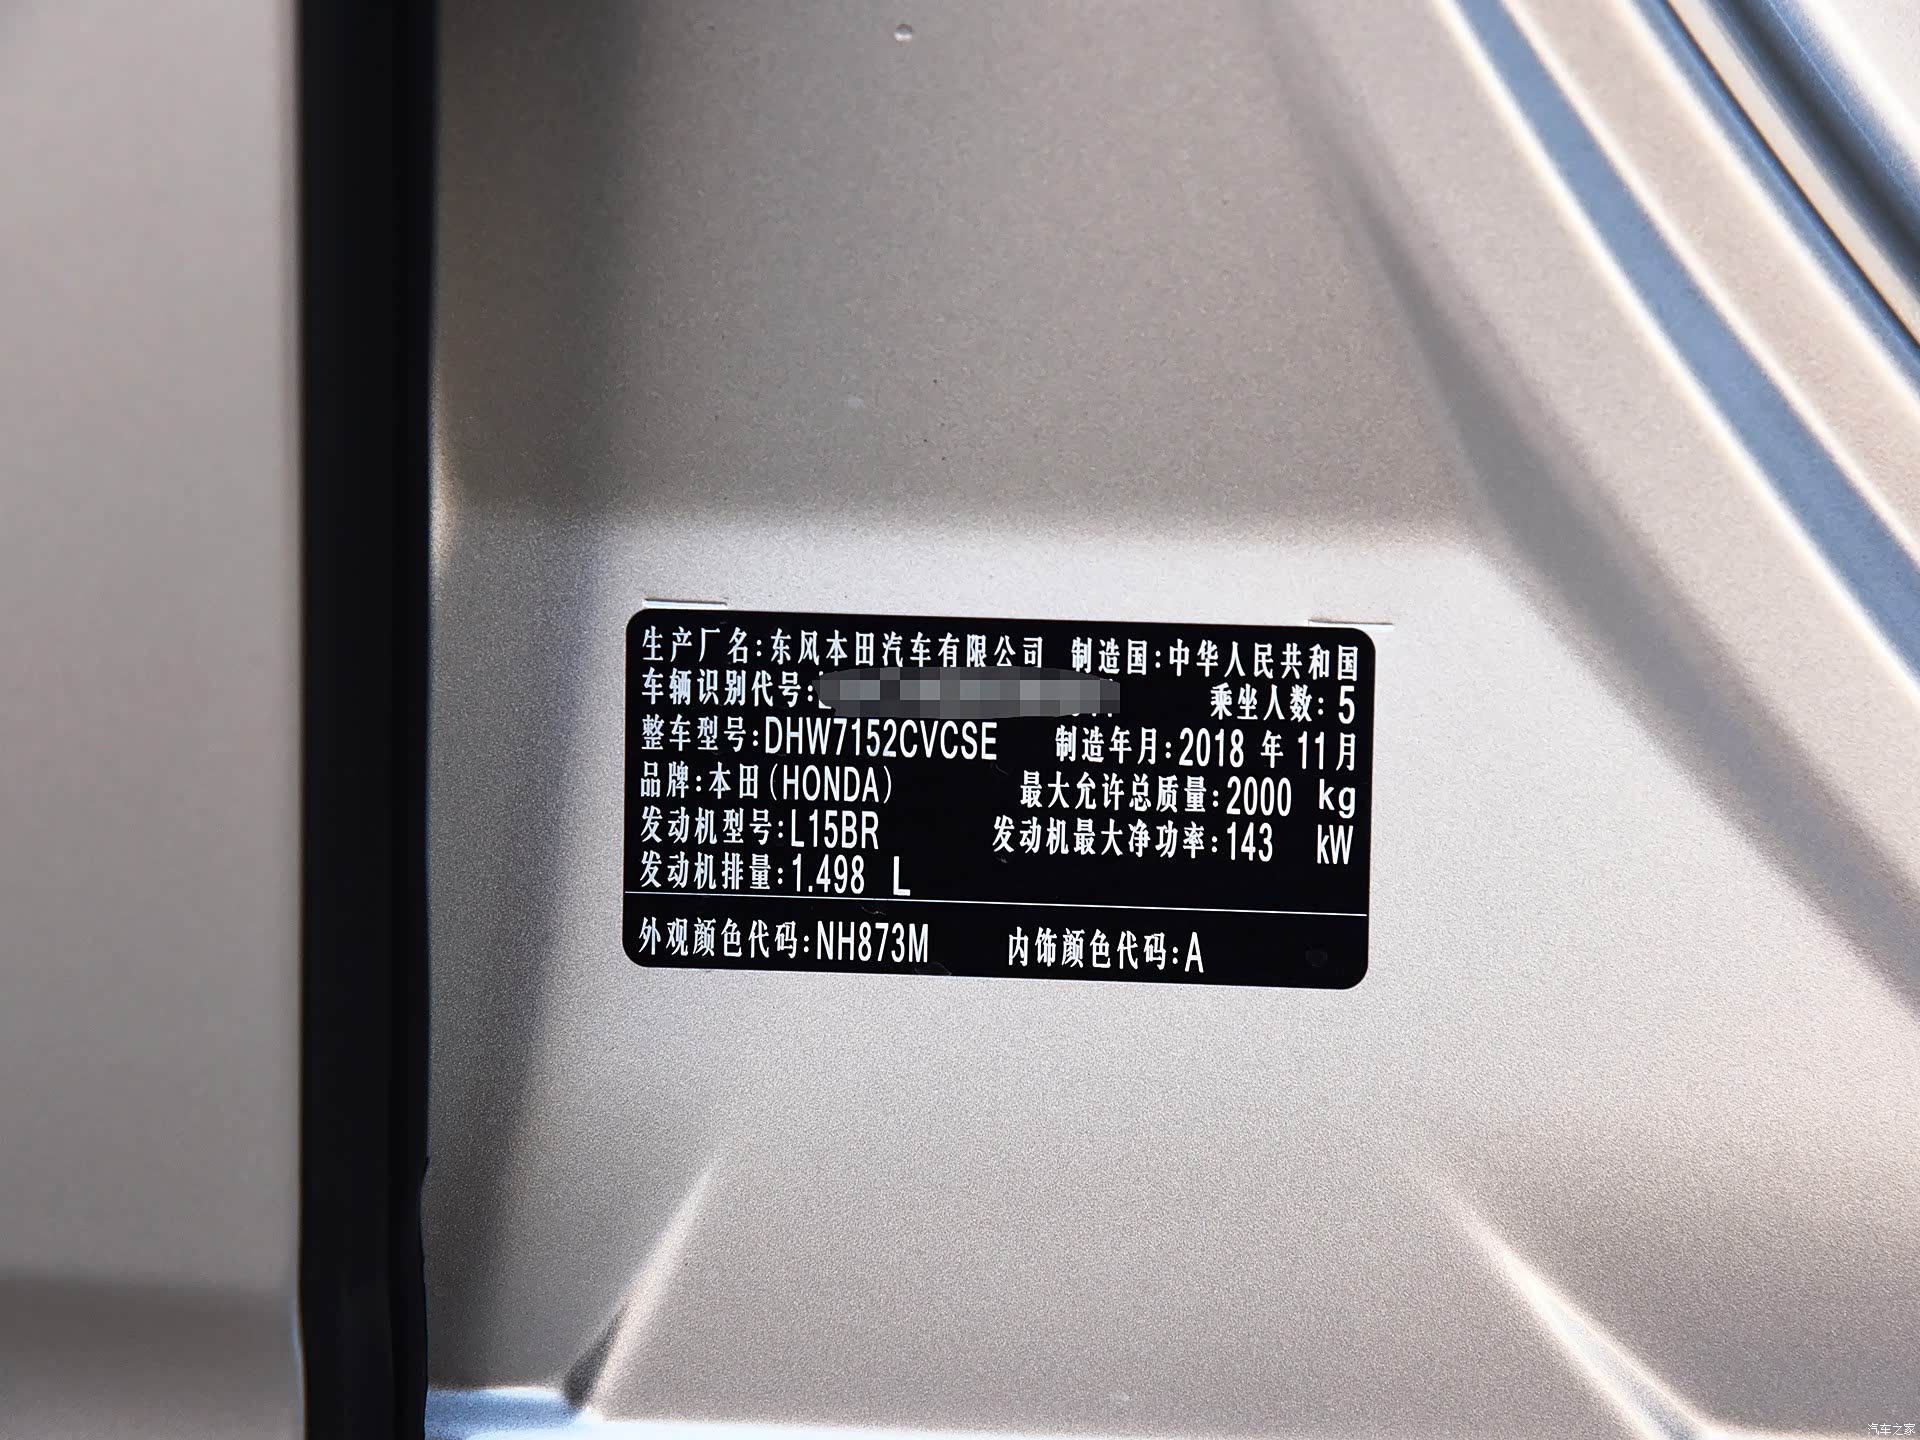 生产厂名:东风本田汽车有限公司 制造国:中华人民共和国
车辆识别代号: 乘坐人数:5
整车型号:DHW7152CVCSE 制造年月:2018 年 11月
品牌:本田(HONDA) 最大允许总质量:2000 kg
发动机型号:L15BR 发动机最大净功率:143 kW
发动机排量:1.498 L
外观颜色代码:NH873M 内饰颜色代码:A
汽车之家